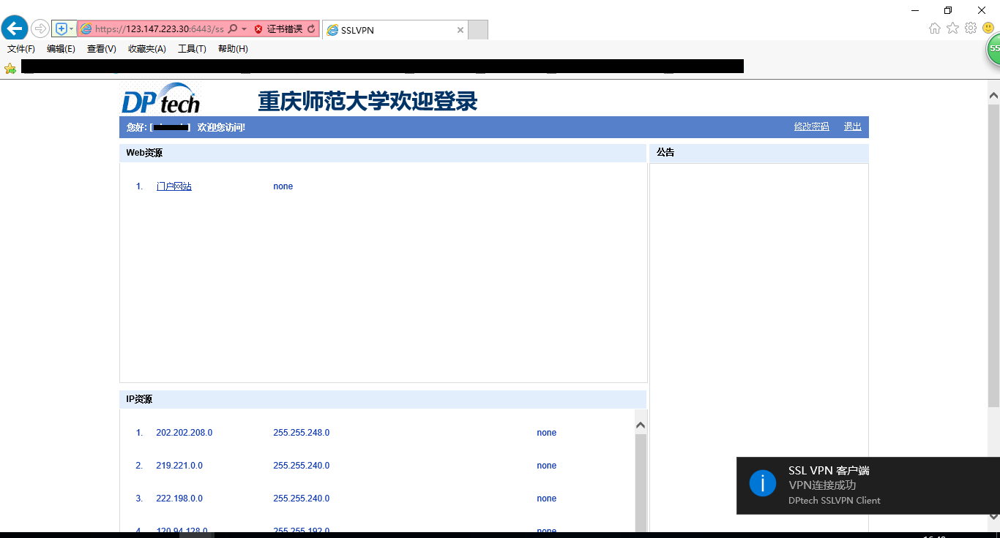 https://123.147.223.30:6443/ss 证书错误 SSLVPN
文件(F) 编辑(E) 查看(V) 收藏夹(A) 工具(T) 帮助(H)
55
DPtech 重庆师范大学欢迎登录
您好: [ ] 欢迎您访问! 修改密码 退出
Web资源 公告
1. 门户网站 none
IP资源
1. 202.202.208.0 255.255.248.0 none
2. 219.221.0.0 255.255.240.0 none
SSL VPN 客户端
VPN连接成功
DPtech SSLVPN Client
3. 222.198.0.0 255.255.240.0 none
4. 120.94.128.0 255.255.192.0 none